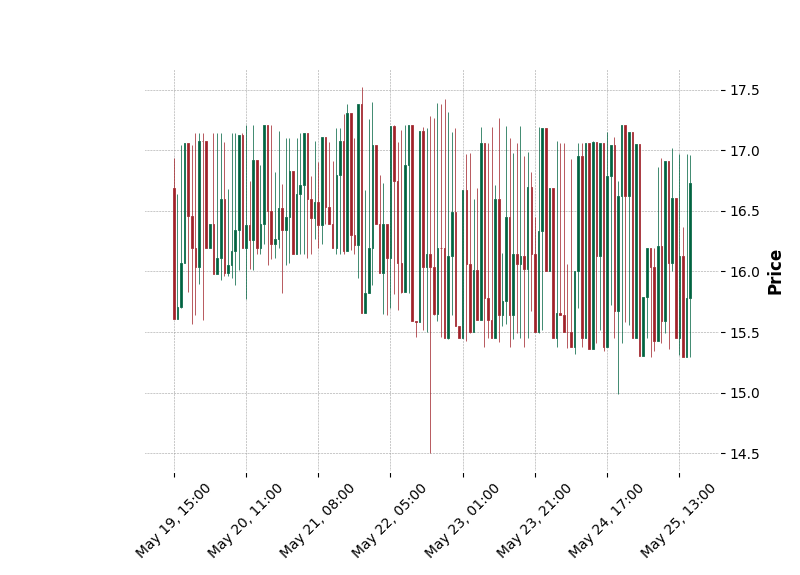 17.5
17.0
16.5
16.0
15.5
15.0
14.5
Price
May 19, 15:00
May 20, 11:00
May 21, 08:00
May 22, 05:00
May 23, 01:00
May 23, 21:00
May 24, 17:00
May 25, 13:00